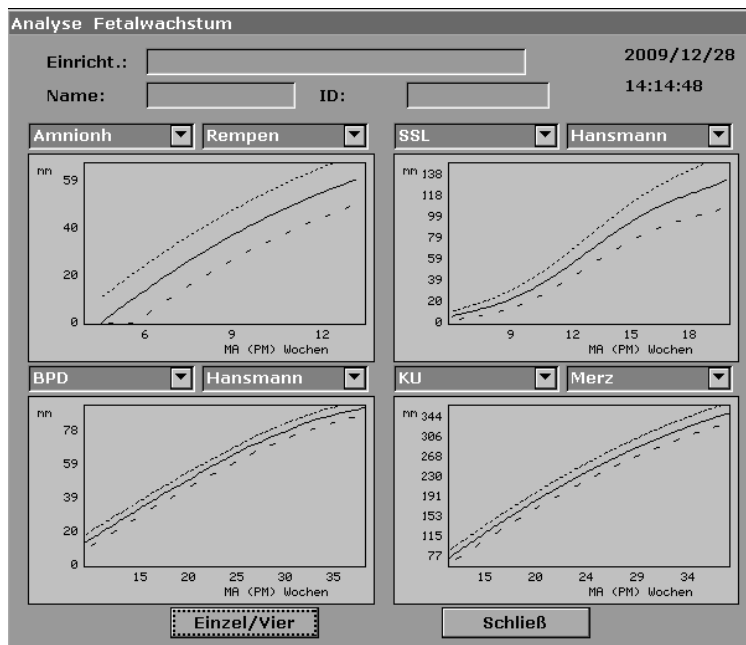 Analyse Fetalwachstum
Einricht.:
2009/12/28
Name:
ID:
14:14:48
Amnionh Rempen
mm
59
40
20
0
6 9 12
MA (PM) Wochen
SSL Hansmann
mm 138
118
99
79
59
39
20
0
9 12 15 18
MA (PM) Wochen
BPD Hansmann
mm
78
59
39
20
0
15 20 25 30 35
MA (PM) Wochen
KU Merz
mm 344
306
268
230
191
153
115
77
15 20 24 29 34
MA (PM) Wochen
Einzel/Vier
Schließ